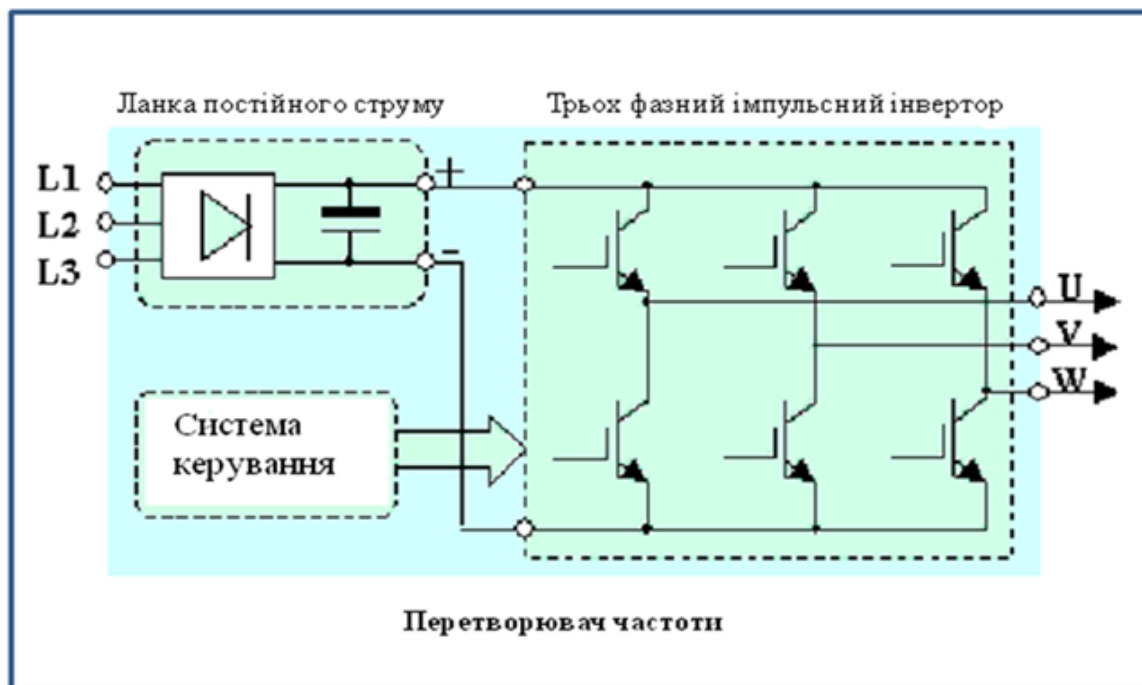 Ланка постійного струму
Трьох фазний імпульсний інвертор
L1
L2
L3
+
-
U
V
W
Система
керування
Перетворювач частоти